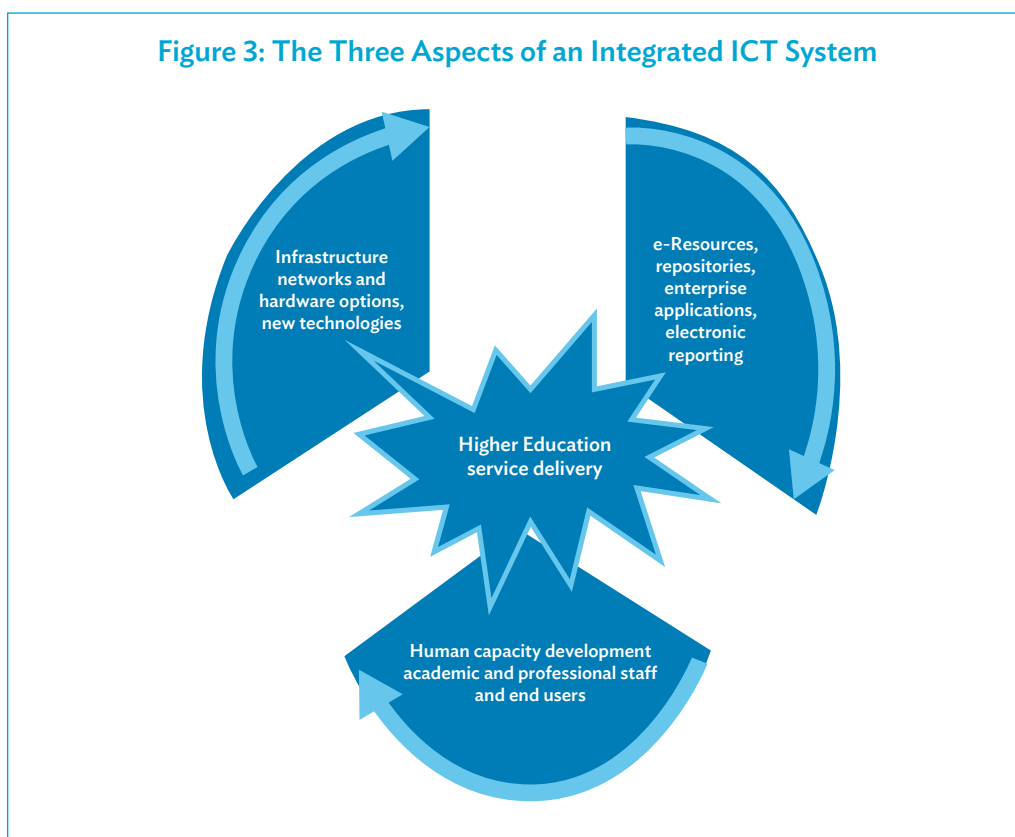 Figure 3: The Three Aspects of an Integrated ICT System
Infrastructure
networks and
hardware options,
new technologies
e-Resources,
repositories,
enterprise
applications,
electronic
reporting
Higher Education
service delivery
Human capacity development
academic and professional staff
and end users